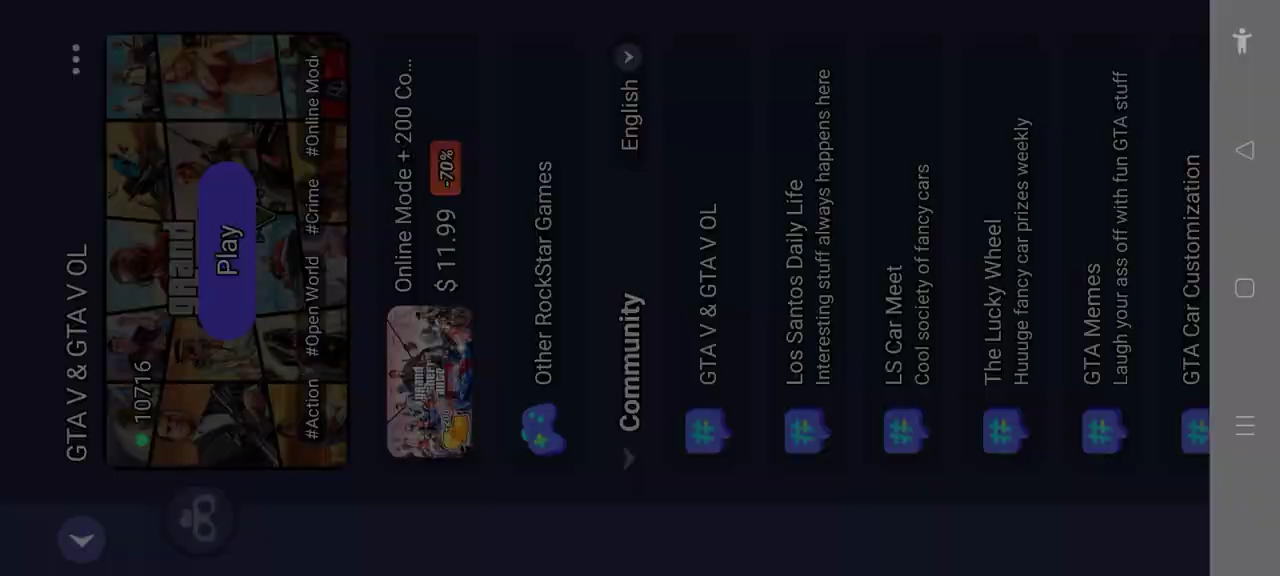 GTA V & GTA V OL
10716
GRAND
Play
#Action
#Open World
#Crime
#Online Mod
Online Mode + 200 Co...
$ 11.99
-70%
Other RockStar Games
Community
English
GTA V & GTA V OL
Los Santos Daily Life
Interesting stuff always happens here
LS Car Meet
Cool society of fancy cars
The Lucky Wheel
Huuuge fancy car prizes weekly
GTA Memes
Laugh your ass off with fun GTA stuff
GTA Car Customization